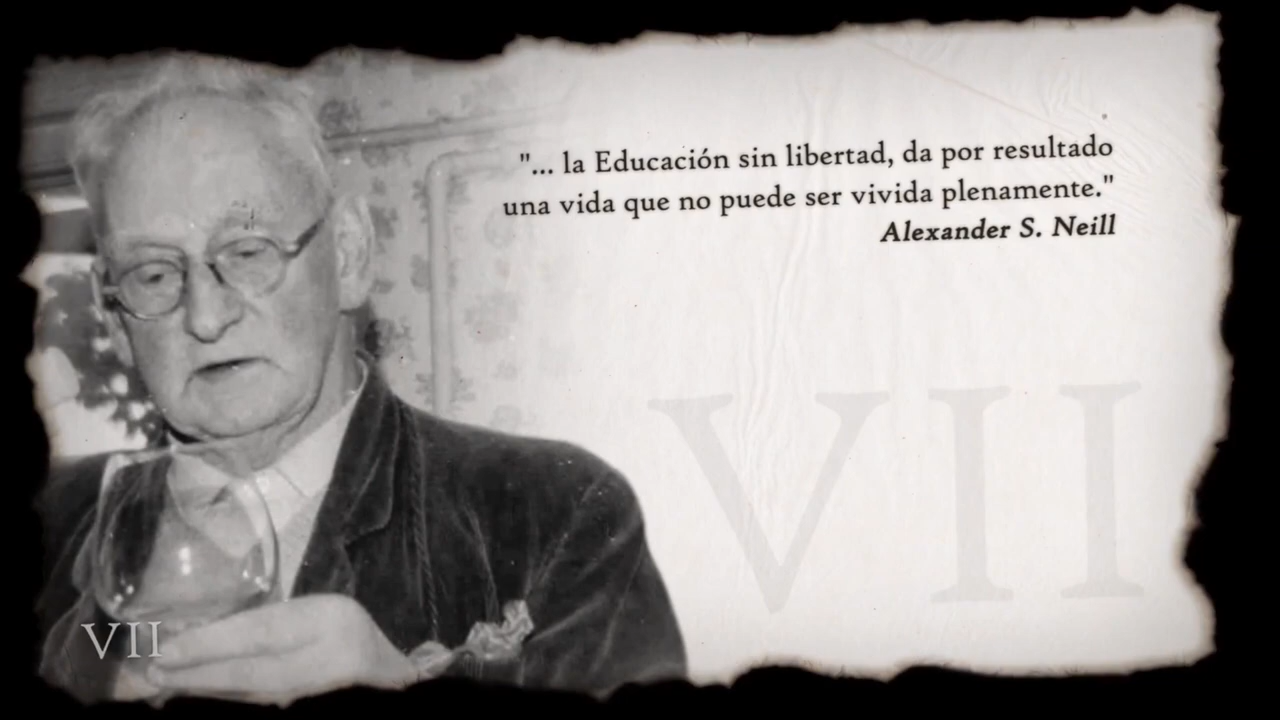 "... la Educación sin libertad, da por resultado
una vida que no puede ser vivida plenamente."
Alexander S. Neill
VII
VII